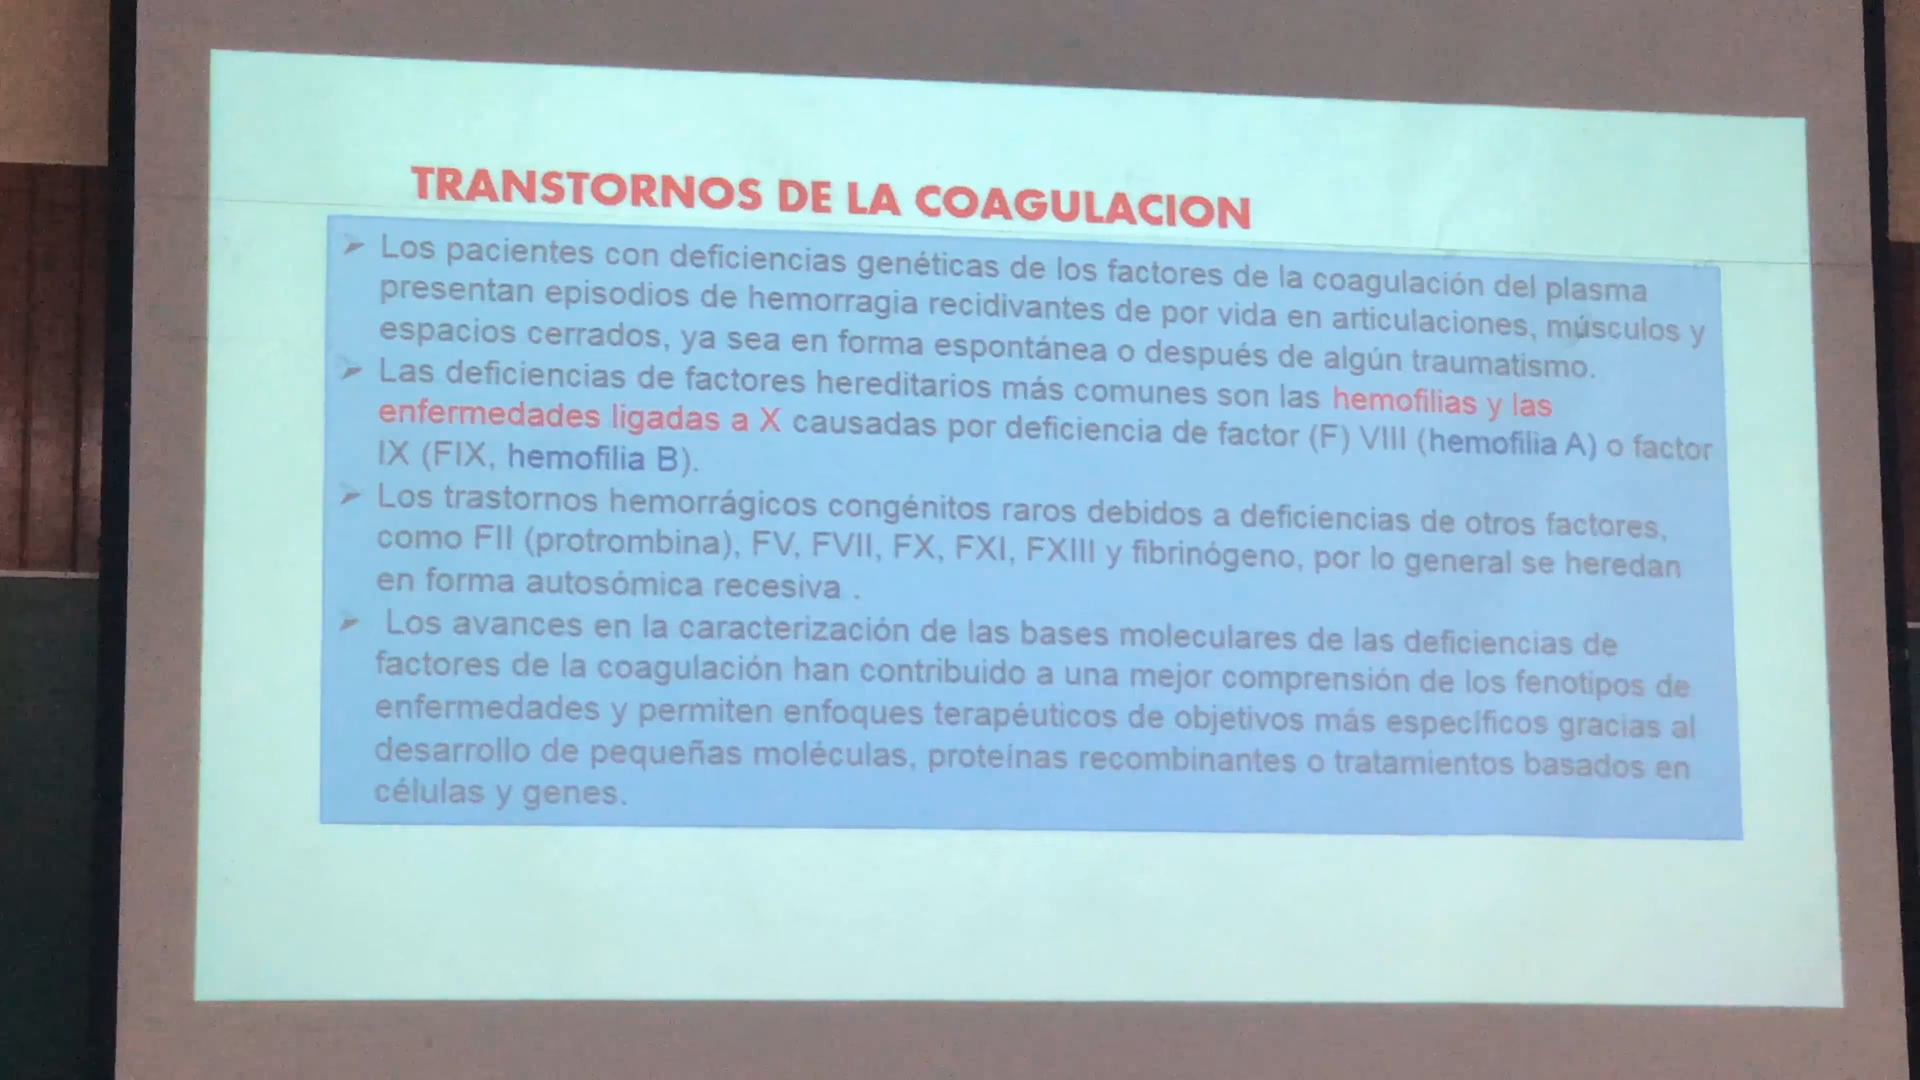 TRANSTORNOS DE LA COAGULACION
➤ Los pacientes con deficiencias genéticas de los factores de la coagulación del plasma
presentan episodios de hemorragia recidivantes de por vida en articulaciones, músculos y
espacios cerrados, ya sea en forma espontánea o después de algún traumatismo.
➤ Las deficiencias de factores hereditarios más comunes son las hemofilias y las
enfermedades ligadas a X causadas por deficiencia de factor (F) VIII (hemofilia A) o factor
IX (FIX, hemofilia B).
➤ Los trastornos hemorrágicos congénitos raros debidos a deficiencias de otros factores,
como FII (protrombina), FV, FVII, FX, FXI, FXIII y fibrinógeno, por lo general se heredan
en forma autosómica recesiva .
➤ Los avances en la caracterización de las bases moleculares de las deficiencias de
factores de la coagulación han contribuido a una mejor comprensión de los fenotipos de
enfermedades y permiten enfoques terapéuticos de objetivos más específicos gracias al
desarrollo de pequeñas moléculas, proteínas recombinantes o tratamientos basados en
células y genes.